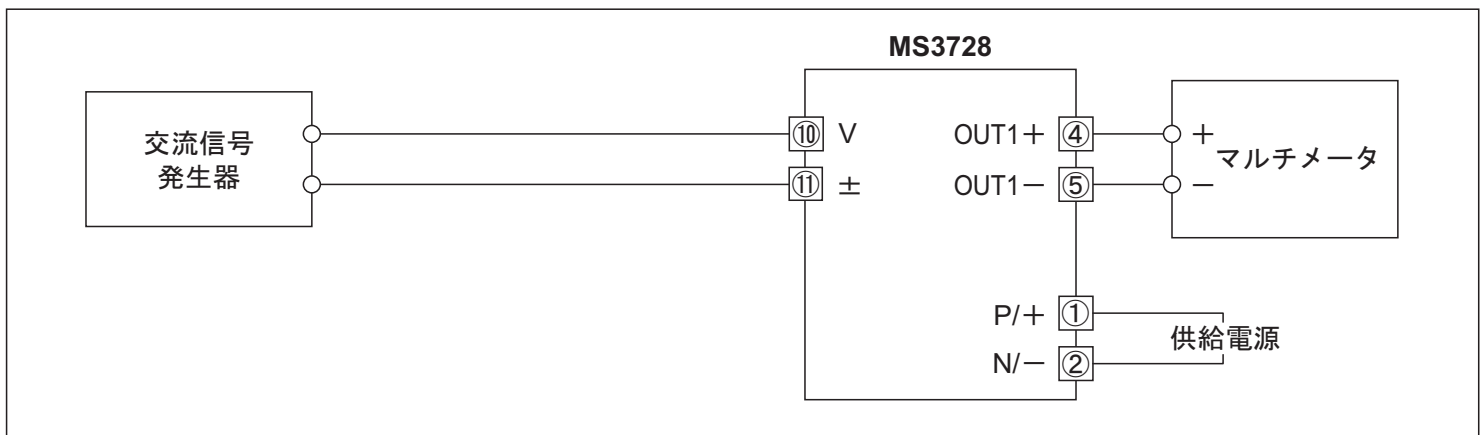 MS3728
交流信号
発生器
⑩ V
⑪ ±
OUT1+ ④
OUT1− ⑤
+
マルチメータ
−
P/+ ①
N/− ②
供給電源